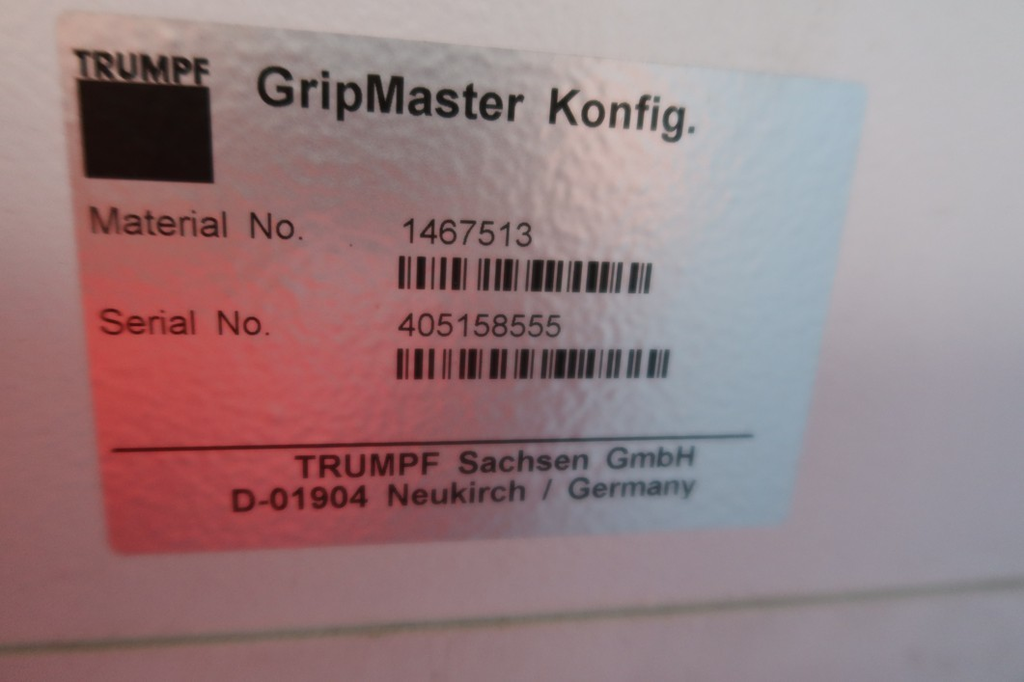 TRUMPF
GripMaster Konfig.
Material No. 1467513
Serial No. 405158555
TRUMPF Sachsen GmbH
D-01904 Neukirch / Germany